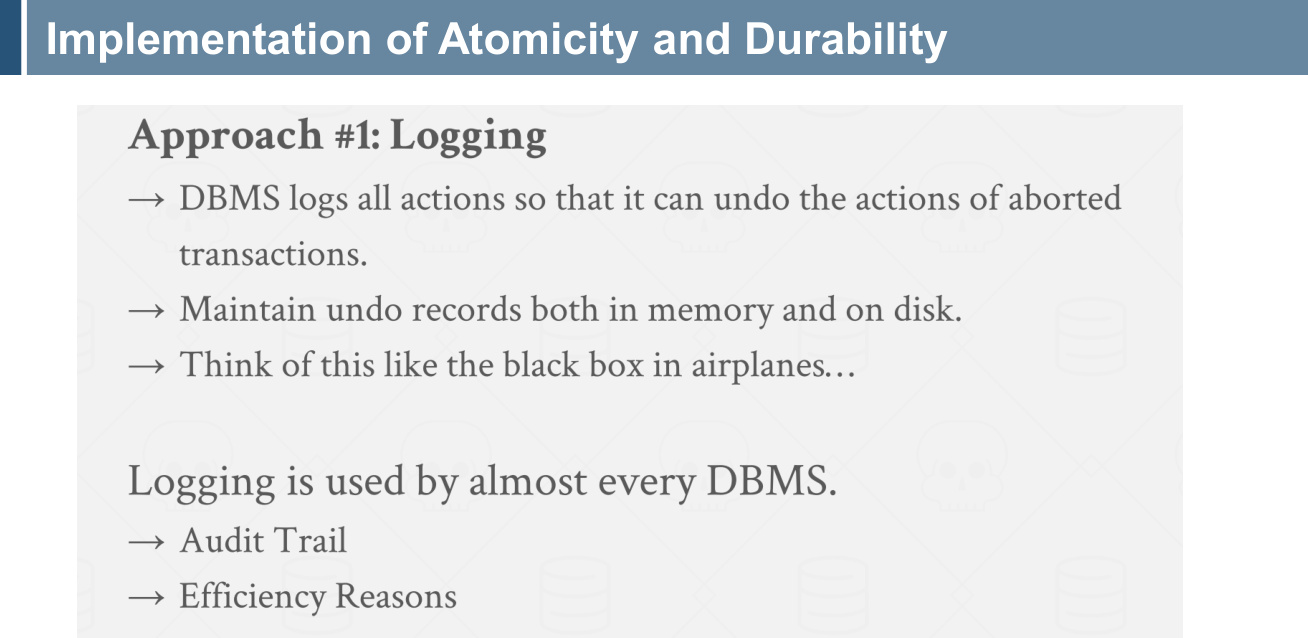 Implementation of Atomicity and Durability
Approach #1: Logging
→ DBMS logs all actions so that it can undo the actions of aborted
transactions.
→ Maintain undo records both in memory and on disk.
→ Think of this like the black box in airplanes…
Logging is used by almost every DBMS.
→ Audit Trail
→ Efficiency Reasons